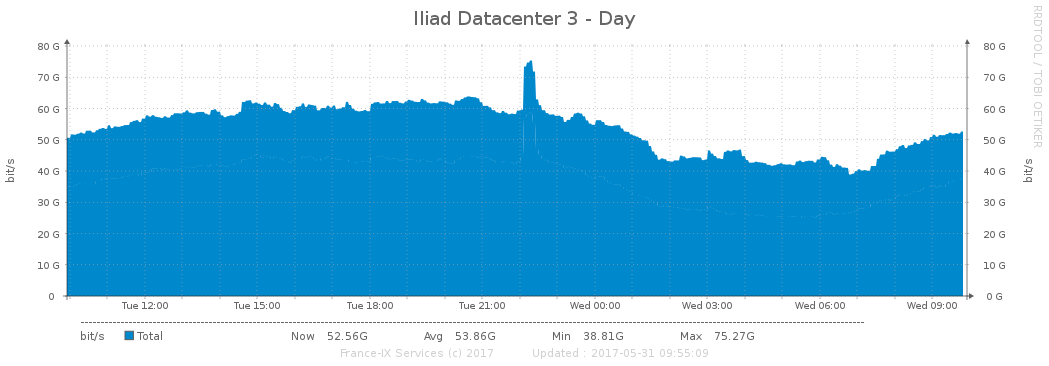 Iliad Datacenter 3 - Day
RRDTOOL / TOBI OETIKER
bit/s
80 G
70 G
60 G
50 G
40 G
30 G
20 G
10 G
0
80 G
70 G
60 G
50 G
40 G
30 G
20 G
10 G
0 G
bit/s
Tue 12:00 Tue 15:00 Tue 18:00 Tue 21:00 Wed 00:00 Wed 03:00 Wed 06:00 Wed 09:00
bit/s Total Now 52.56G Avg 53.86G Min 38.81G Max 75.27G
France-IX Services (c) 2017 Updated : 2017-05-31 09:55:09